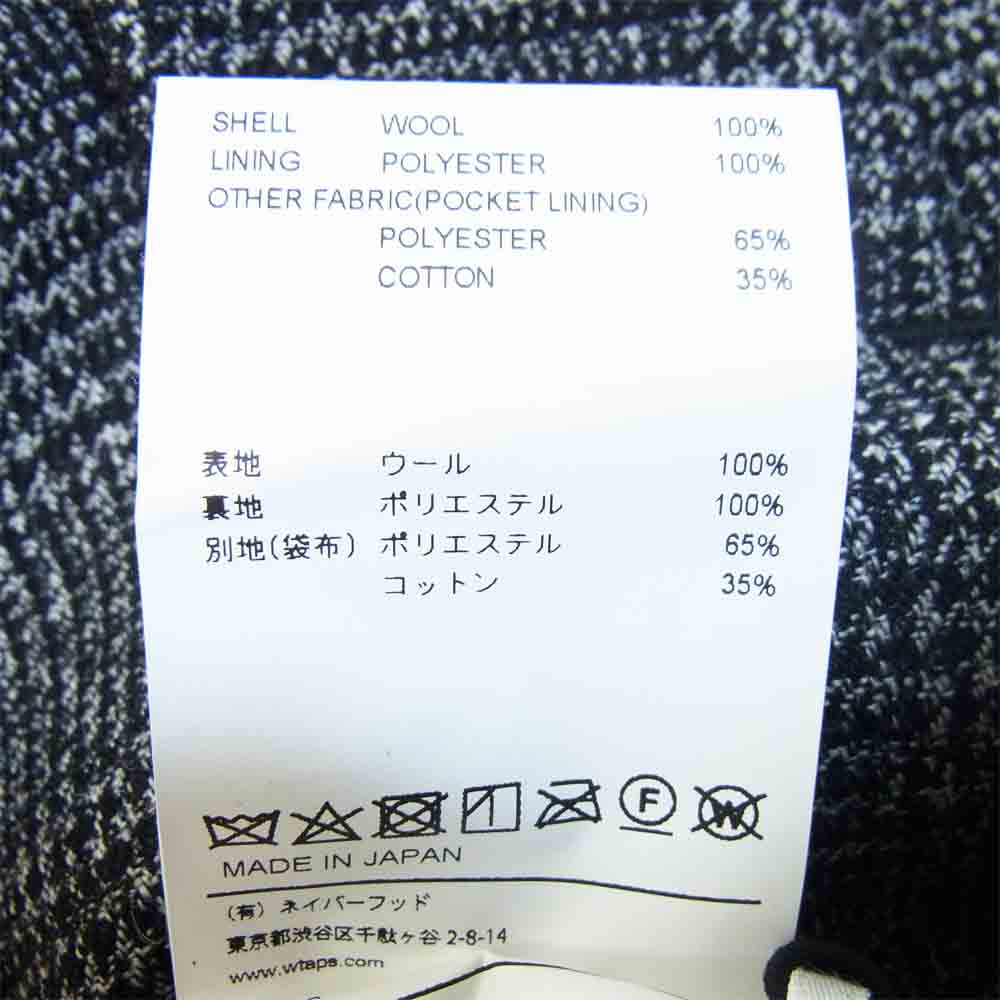 SHELL WOOL 100%
LINING POLYESTER 100%
OTHER FABRIC(POCKET LINING)
POLYESTER 65%
COTTON 35%
表地 ウール 100%
裏地 ポリエステル 100%
別地(袋布) ポリエステル 65%
コットン 35%
F W
MADE IN JAPAN
(有) ネイバーフッド
東京都渋谷区千駄ヶ谷 2-8-14
www.wtaps.com